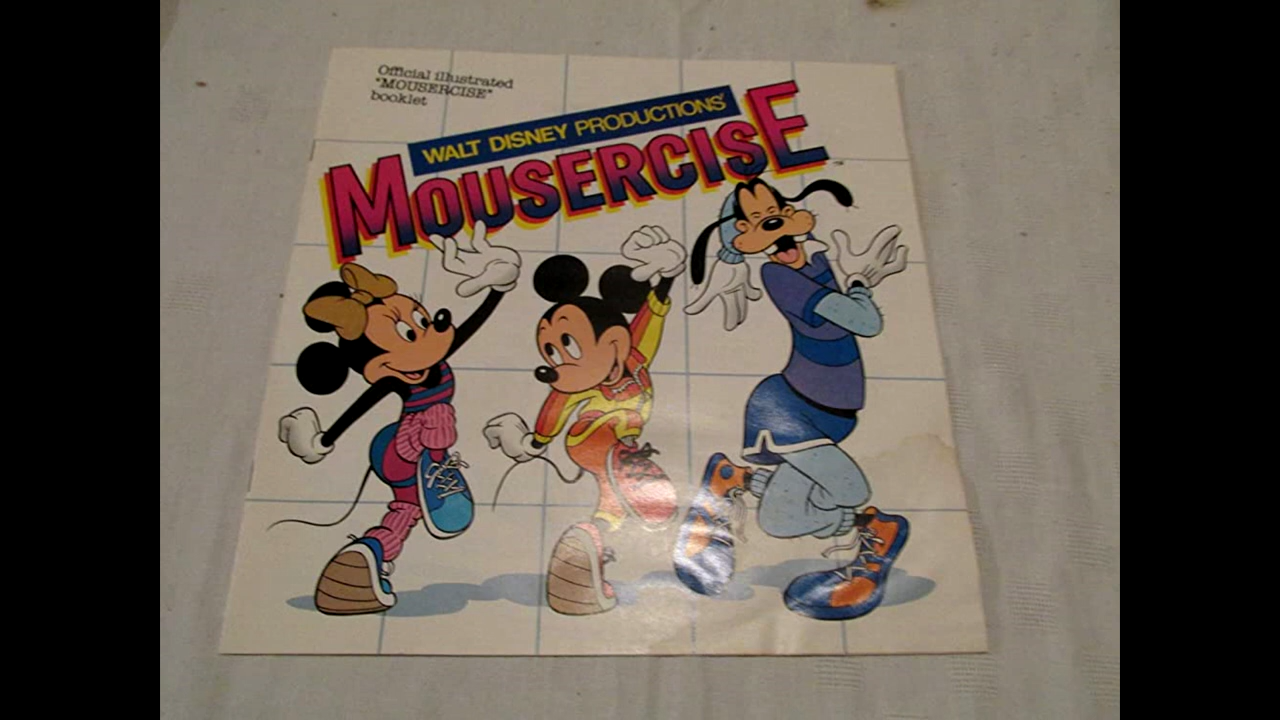 Official illustrated
"MOUSERCISE"
booklet
WALT DISNEY PRODUCTIONS'
MOUSERCISE